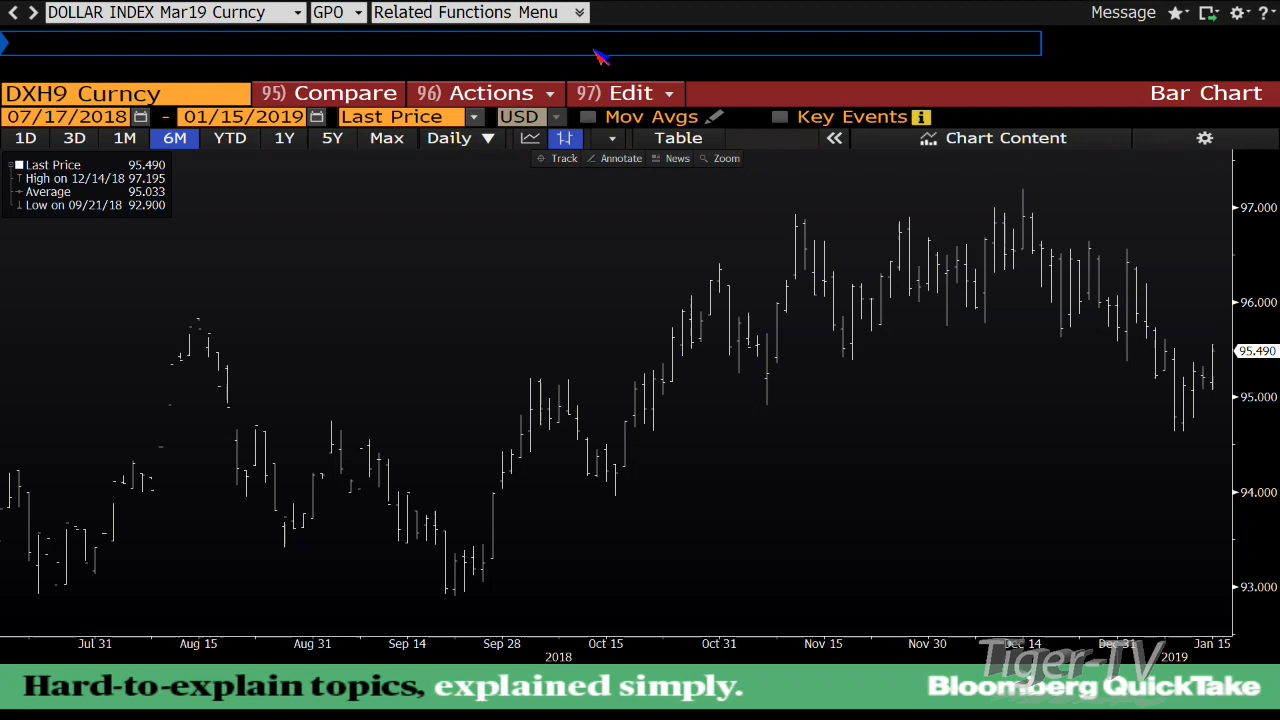 DOLLAR INDEX Mar19 Curncy GPO Related Functions Menu Message ?
DXH9 Curncy 95) Compare 96) Actions 97) Edit Bar Chart
07/17/2018 - 01/15/2019 Last Price USD Mov Avgs Key Events
1D 3D 1M 6M YTD 1Y 5Y Max Daily Table Chart Content
Track Annotate News Zoom
Last Price 95.490
High on 12/14/18 97.195
Average 95.033
Low on 09/21/18 92.900
97.000
96.000
95.490
95.000
94.000
93.000
Jul 31 Aug 15 Aug 31 Sep 14 Sep 28 Oct 15 Oct 31 Nov 15 Nov 30 Dec 14 Dec 31 Jan 15
2018 2019
Tiger-TV
Hard-to-explain topics, explained simply. Bloomberg QuickTake